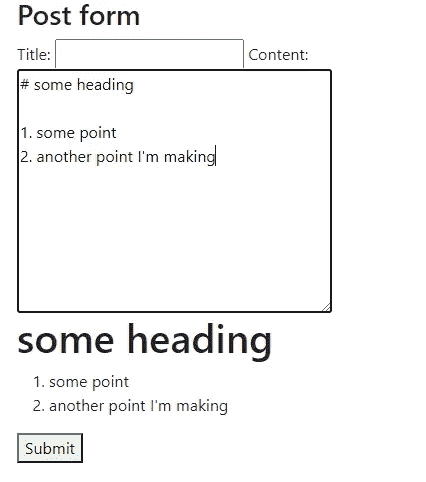 Post form
Title: Content:
# some heading
1. some point
2. another point I'm making
some heading
1. some point
2. another point I'm making
Submit